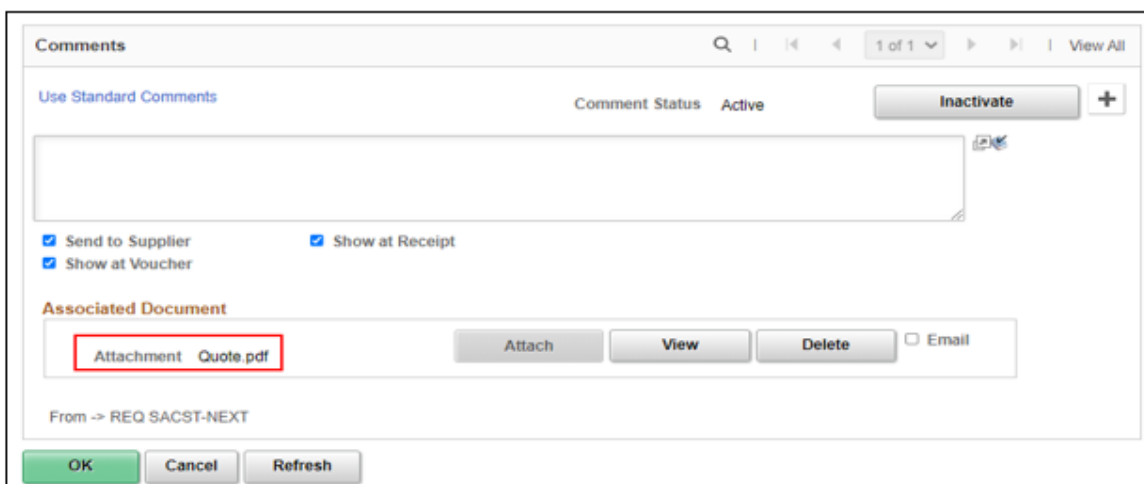 Comments 1 of 1 View All
Use Standard Comments Comment Status Active Inactivate
Send to Supplier Show at Receipt
Show at Voucher
Associated Document
Attachment Quote.pdf Attach View Delete Email
From -> REQ SACST-NEXT
OK Cancel Refresh